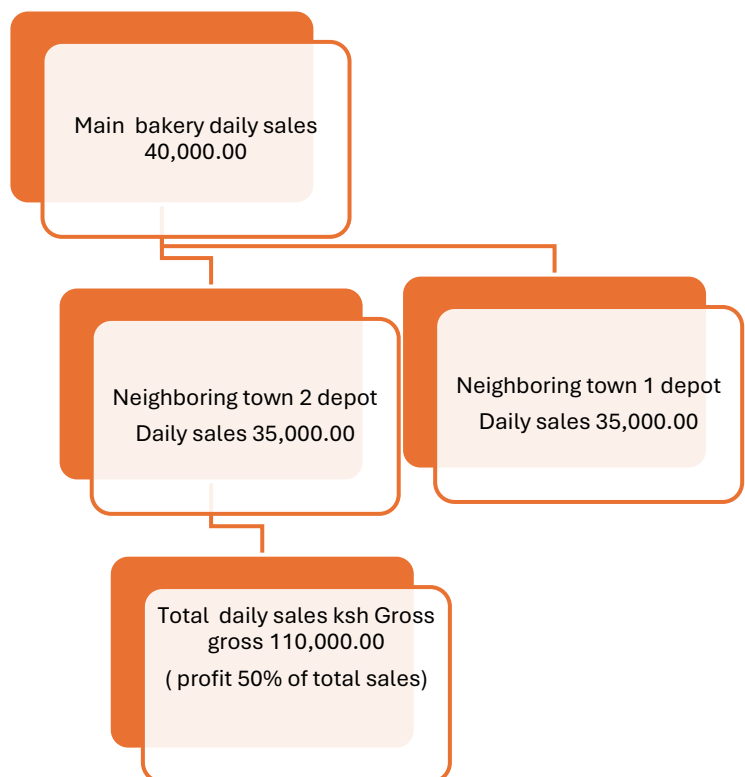 Main bakery daily sales
40,000.00
Neighboring town 2 depot
Daily sales 35,000.00
Neighboring town 1 depot
Daily sales 35,000.00
Total daily sales ksh Gross
gross 110,000.00
( profit 50% of total sales)